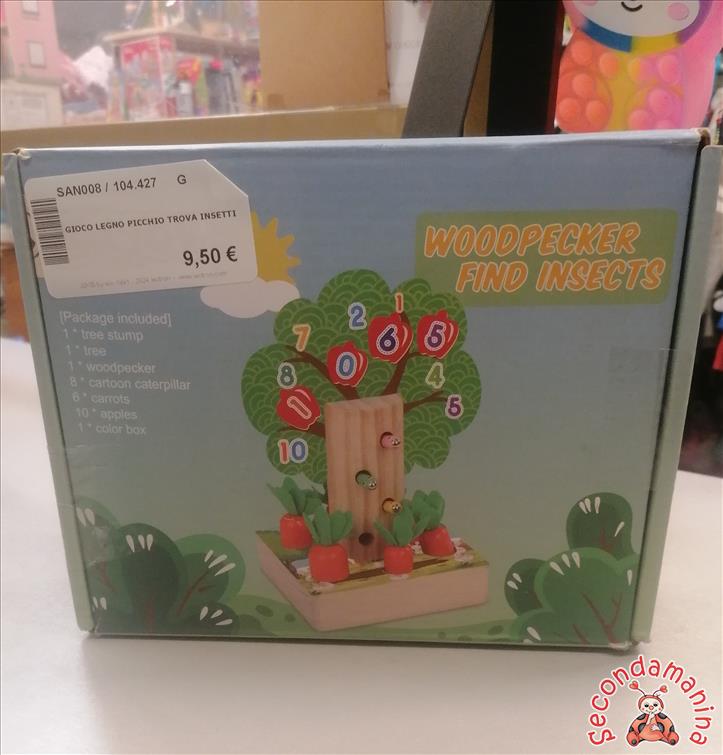 SAN008 / 104.427 G
GIOCO LEGNO PICCHIO TROVA INSETTI
9,50 €
WOODPECKER
FIND INSECTS
[Package included]
1 * tree stump
1 * tree
1 * woodpecker
8 * cartoon caterpillar
6 * carrots
10 * apples
1 * color box
1
2
6
5
7
0
8
4
1
5
10
Secondamanina